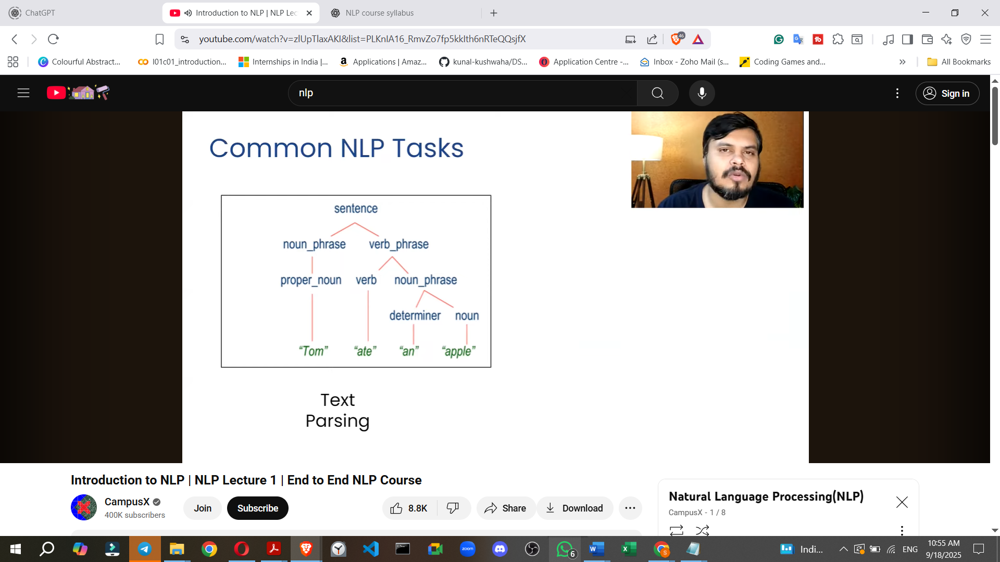 ChatGPT
Introduction to NLP | NLP Lec
NLP course syllabus
youtube.com/watch?v=zlUpTlaxAKI&list=PLKnIA16_RmvZo7fp5kkIth6nRTeQQsjfX
46
Colourful Abstract...
l01c01_introduction...
Internships in India |...
Applications | Amaz...
kunal-kushwaha/DS...
Application Centre -...
Inbox - Zoho Mail (s...
Coding Games and...
All Bookmarks
nlp
Sign in
Common NLP Tasks
sentence
noun_phrase verb_phrase
proper_noun verb noun_phrase
determiner noun
“Tom” “ate” “an” “apple”
Text
Parsing
Introduction to NLP | NLP Lecture 1 | End to End NLP Course
CampusX
400K subscribers
Join
Subscribe
8.8K
Share
Download
Natural Language Processing(NLP)
CampusX - 1 / 8
zoom
6
Indi...
ENG
10:55 AM
9/18/2025